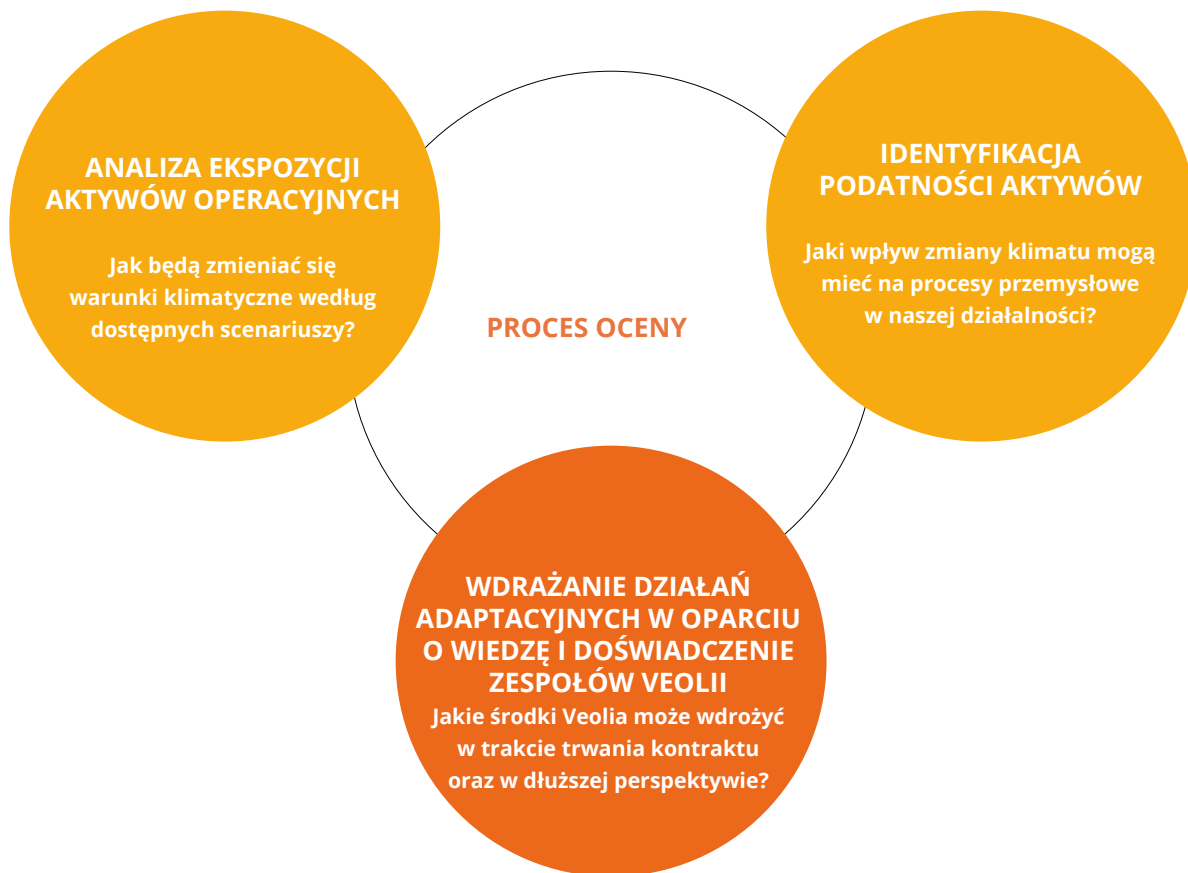 ANALIZA EKSPOZYCJI
AKTYWÓW OPERACYJNYCH
Jak będą zmieniać się
warunki klimatyczne według
dostępnych scenariuszy?
IDENTYFIKACJA
PODATNOŚCI AKTYWÓW
Jaki wpływ zmiany klimatu mogą
mieć na procesy przemysłowe
w naszej działalności?
PROCES OCENY
WDRAŻANIE DZIAŁAŃ
ADAPTACYJNYCH W OPARCIU
O WIEDZĘ I DOŚWIADCZENIE
ZESPOŁÓW VEOLII
Jakie środki Veolia może wdrożyć
w trakcie trwania kontraktu
oraz w dłuższej perspektywie?